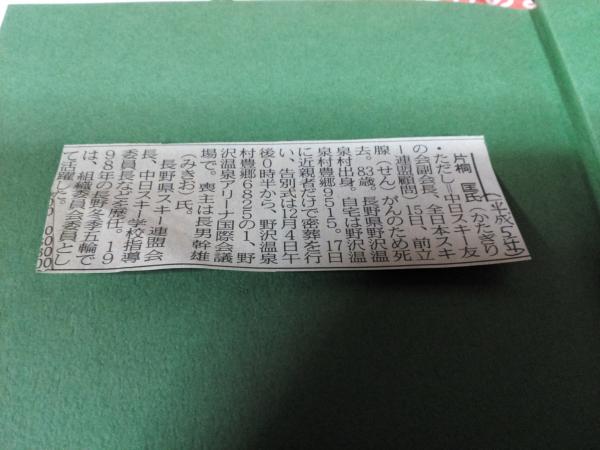 片桐 匡氏（かたぎり
・ただし＝中日スキー友
の会副会長、全日本スキ
ー連盟顧問）15日、前立
腺（せん）がんのため死
去。83歳。長野県野沢温
泉村出身。自宅は野沢温
泉村豊郷9515。17日
に近親者だけで密葬を行
い、告別式は12月4日午
後0時半から、野沢温泉
村豊郷6825の1、野
沢温泉アリーナ国際会議
場で。喪主は長男幹雄
（みきお）氏。
長野県スキー連盟会
長、中日スキー学校指導
委員長などを歴任。19
98年の長野冬季五輪で
は、組織委員会委員とし
て活躍した。